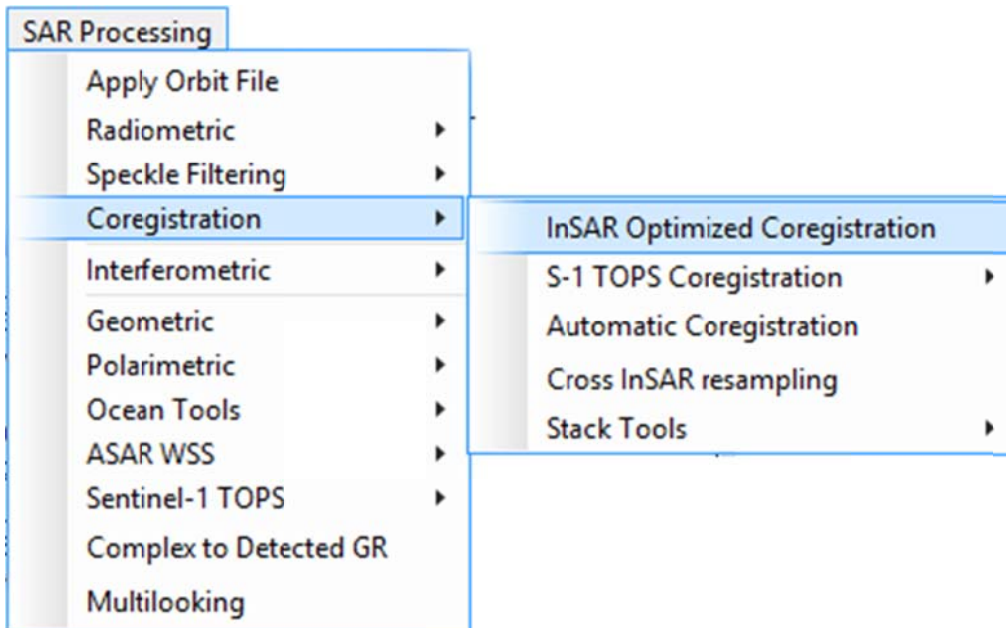 SAR Processing
Apply Orbit File
Radiometric
Speckle Filtering
Coregistration
Interferometric
Geometric
Polarimetric
Ocean Tools
ASAR WSS
Sentinel-1 TOPS
Complex to Detected GR
Multilooking
InSAR Optimized Coregistration
S-1 TOPS Coregistration
Automatic Coregistration
Cross InSAR resampling
Stack Tools